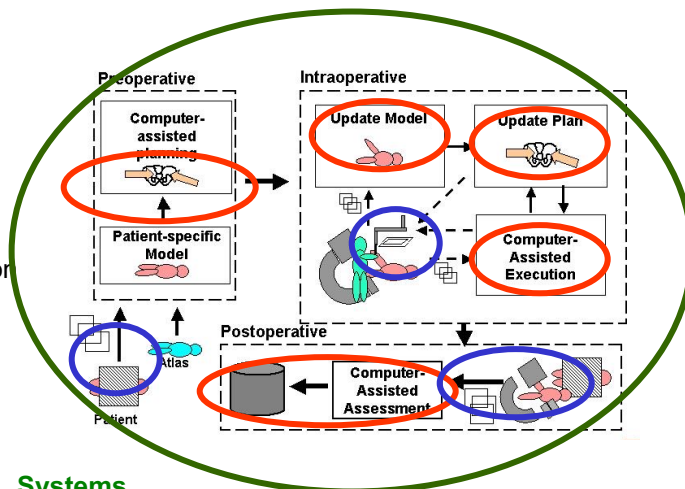 Preoperative
Intraoperative
Computer-
assisted
planning
Update Model
Update Plan
Patient-specific
Model
Computer-
Assisted
Execution
Atlas
Patient
Postoperative
Computer-
Assisted
Assessment
Systems